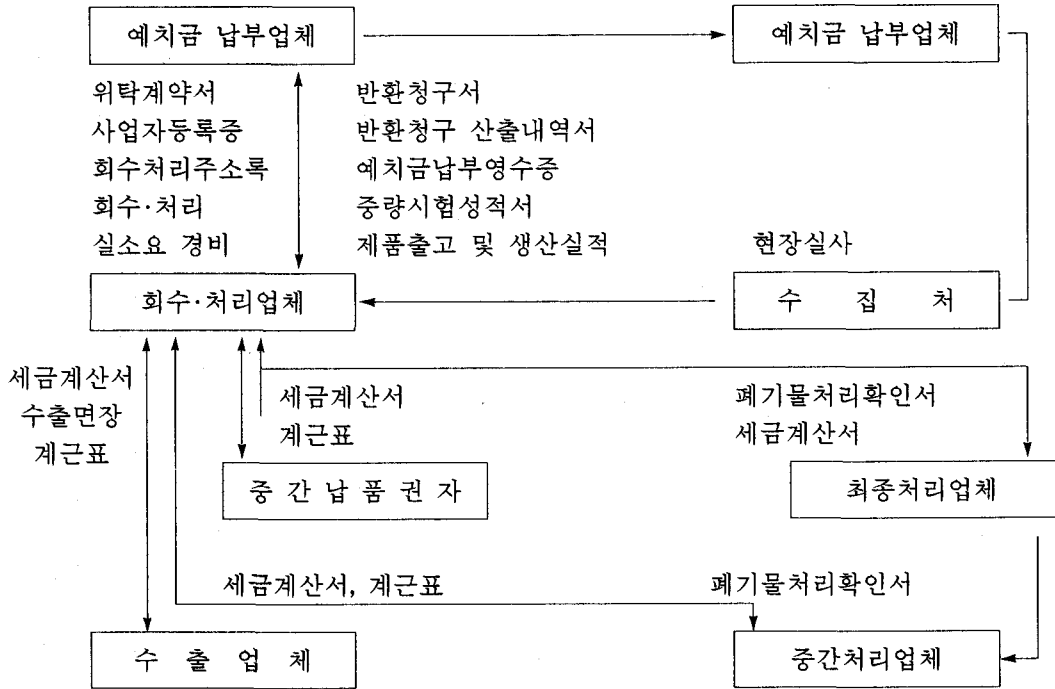 예치금 납부업체
예치금 납부업체
위탁계약서
사업자등록증
회수처리주소록
회수·처리
실소요 경비
반환청구서
반환청구 산출내역서
예치금납부영수증
중량시험성적서
제품출고 및 생산실적
현장실사
회수·처리업체
수 집 처
세금계산서
수출면장
계근표
세금계산서
계근표
폐기물처리확인서
세금계산서
중 간 납 품 권 자
최종처리업체
세금계산서, 계근표
폐기물처리확인서
수 출 업 체
중간처리업체